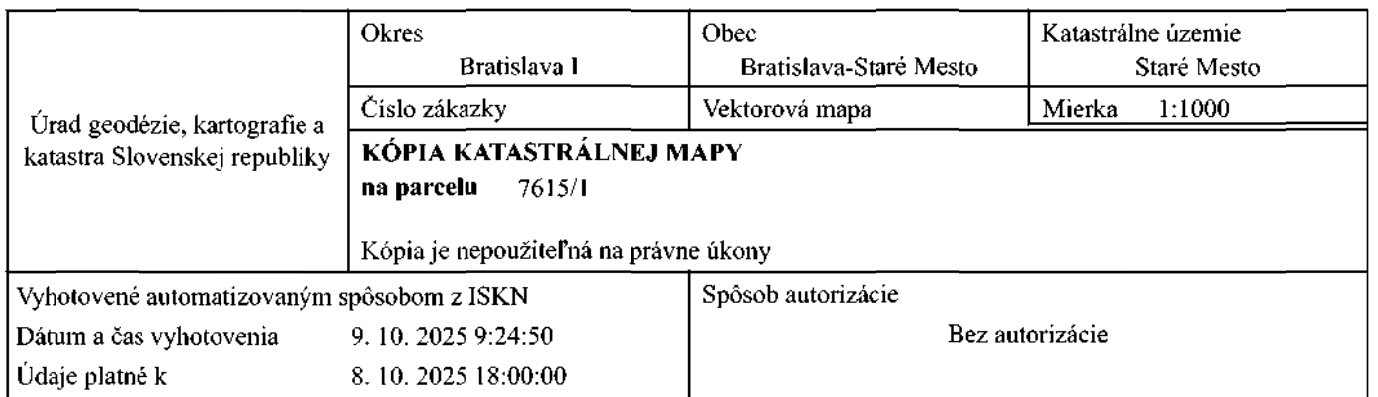 Úrad geodézie, kartografie a
katastra Slovenskej republiky
Okres
Bratislava I
Obec
Bratislava-Staré Mesto
Katastrálne územie
Staré Mesto
Číslo zákazky
Vektorová mapa
Mierka 1:1000
KÓPIA KATASTRÁLNEJ MAPY
na parcelu 7615/1
Kópia je nepoužiteľná na právne úkony
Vyhotovené automatizovaným spôsobom z ISKN
Dátum a čas vyhotovenia 9. 10. 2025 9:24:50
Údaje platné k 8. 10. 2025 18:00:00
Spôsob autorizácie
Bez autorizácie